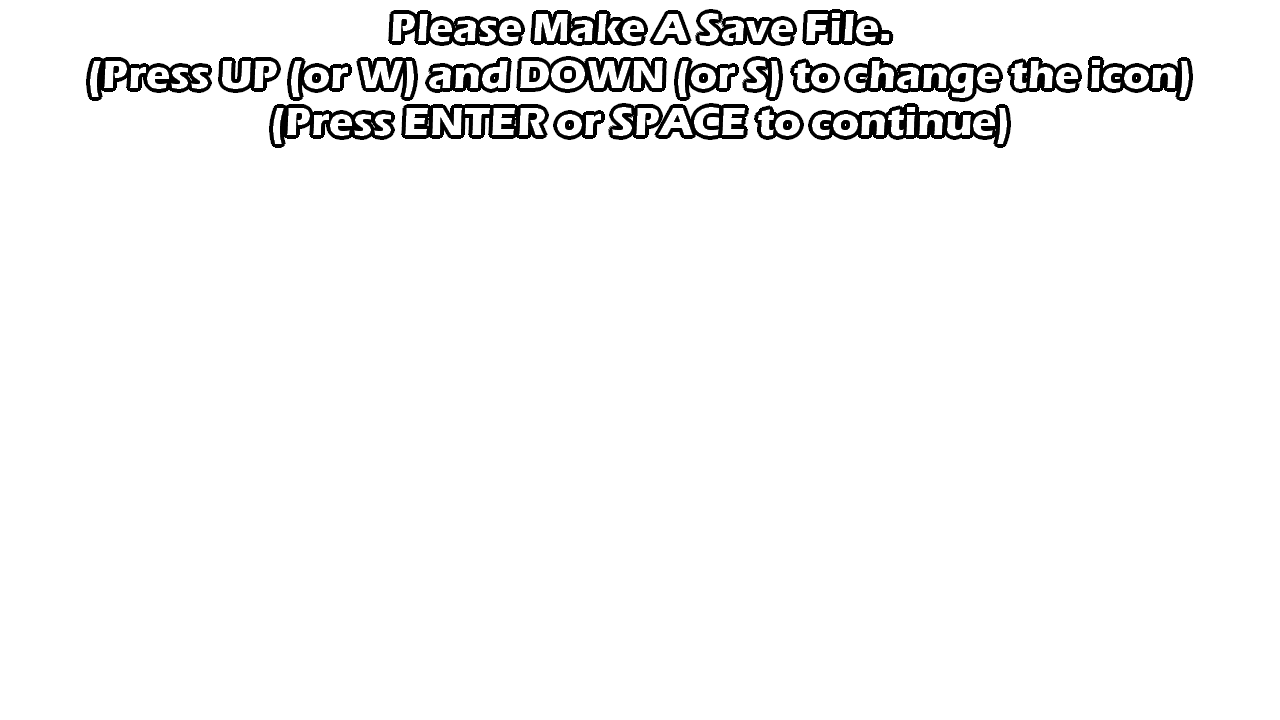 Please Make A Save File.
(Press UP (or W) and DOWN (or S) to change the icon)
(Press ENTER or SPACE to continue)